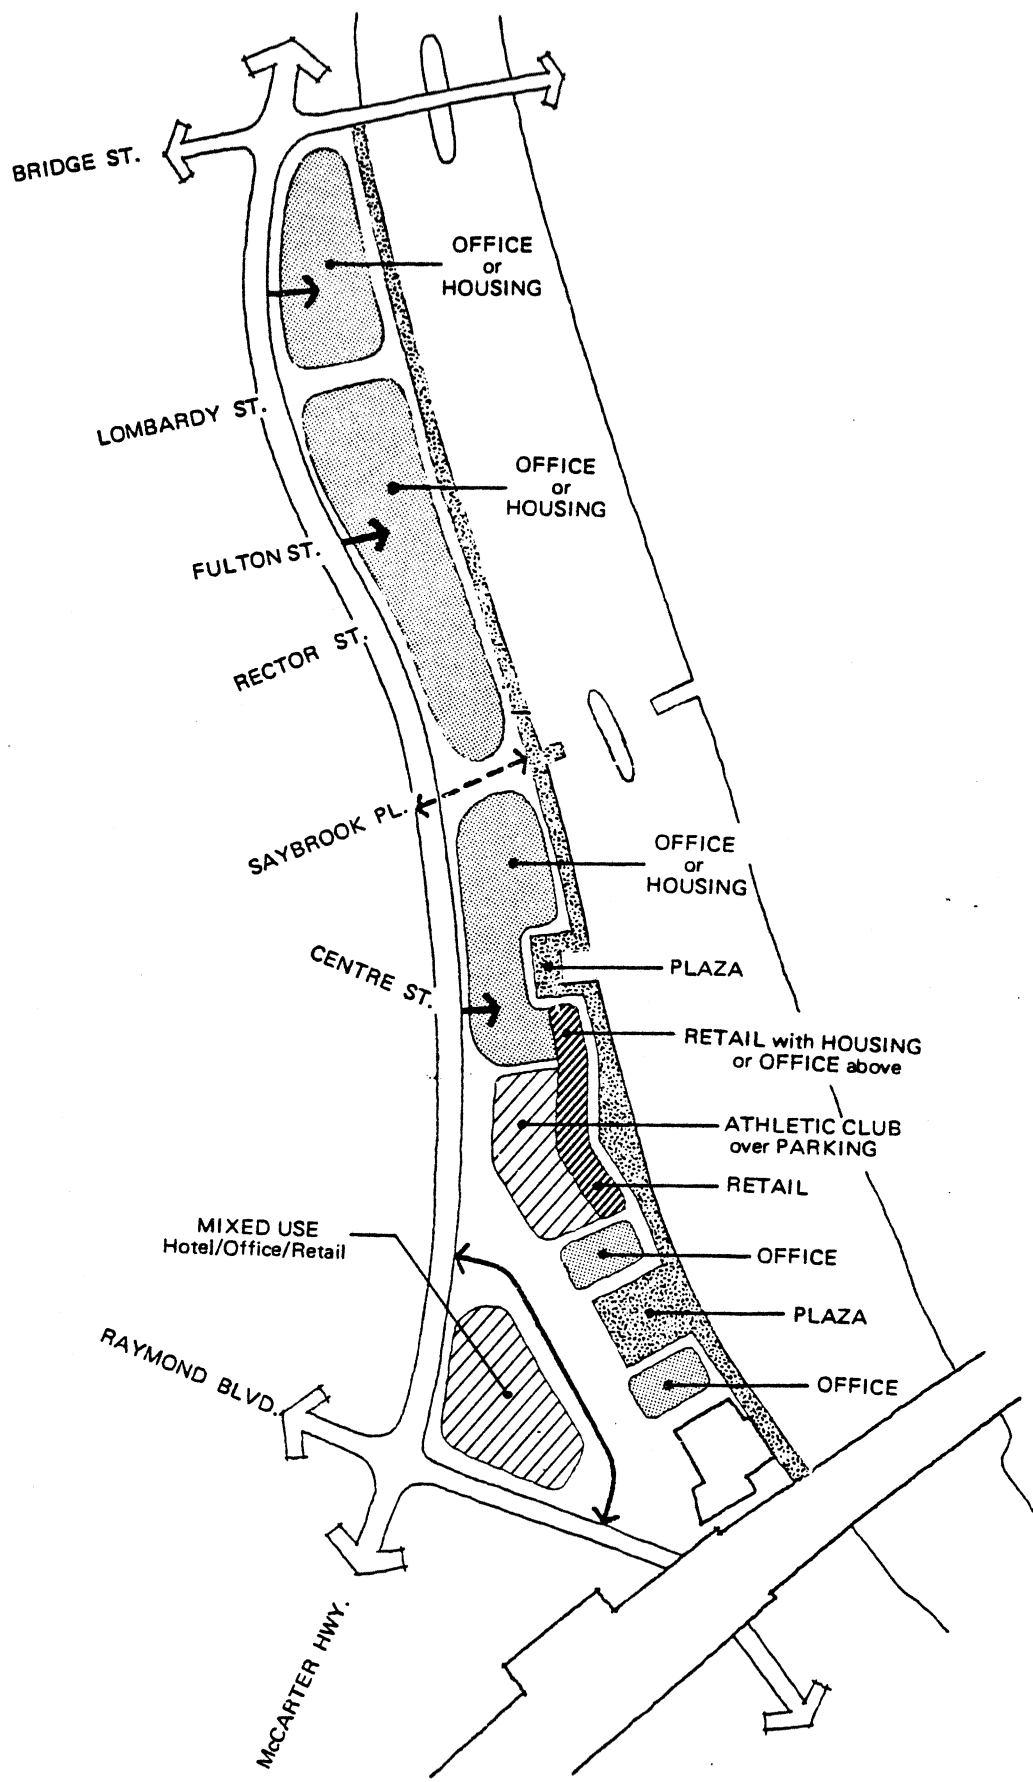 BRIDGE ST.
OFFICE
or
HOUSING
LOMBARDY ST.
OFFICE
or
HOUSING
FULTON ST.
RECTOR ST.
SAYBROOK PL.
OFFICE
or
HOUSING
CENTRE ST.
PLAZA
RETAIL with HOUSING
or OFFICE above
ATHLETIC CLUB
over PARKING
RETAIL
MIXED USE
Hotel/Office/Retail
OFFICE
PLAZA
RAYMOND BLVD.
OFFICE
McCARTER HWY.